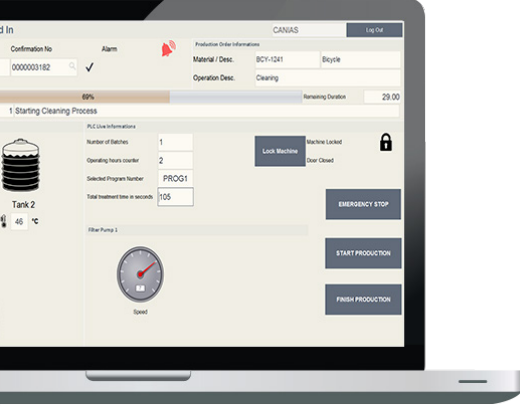 d In
CANIAS
Log Out
Confirmation No
Alarm
Production Order Informations
0000003182
Material / Desc.
BCY-1241
Bicycle
Operation Desc.
Clearing
69%
Remaining Duration
29.00
1 Starting Cleaning Process
PLC Live Informations
Number of Batches
1
Operating hours counter
2
Selected Program Number
PROG1
Total treatment time in seconds
105
Lock Machine
Machine Locked
Door Closed
Tank 2
46 °C
EMERGENCY STOP
Filter Pump 1
START PRODUCTION
Speed
FINISH PRODUCTION